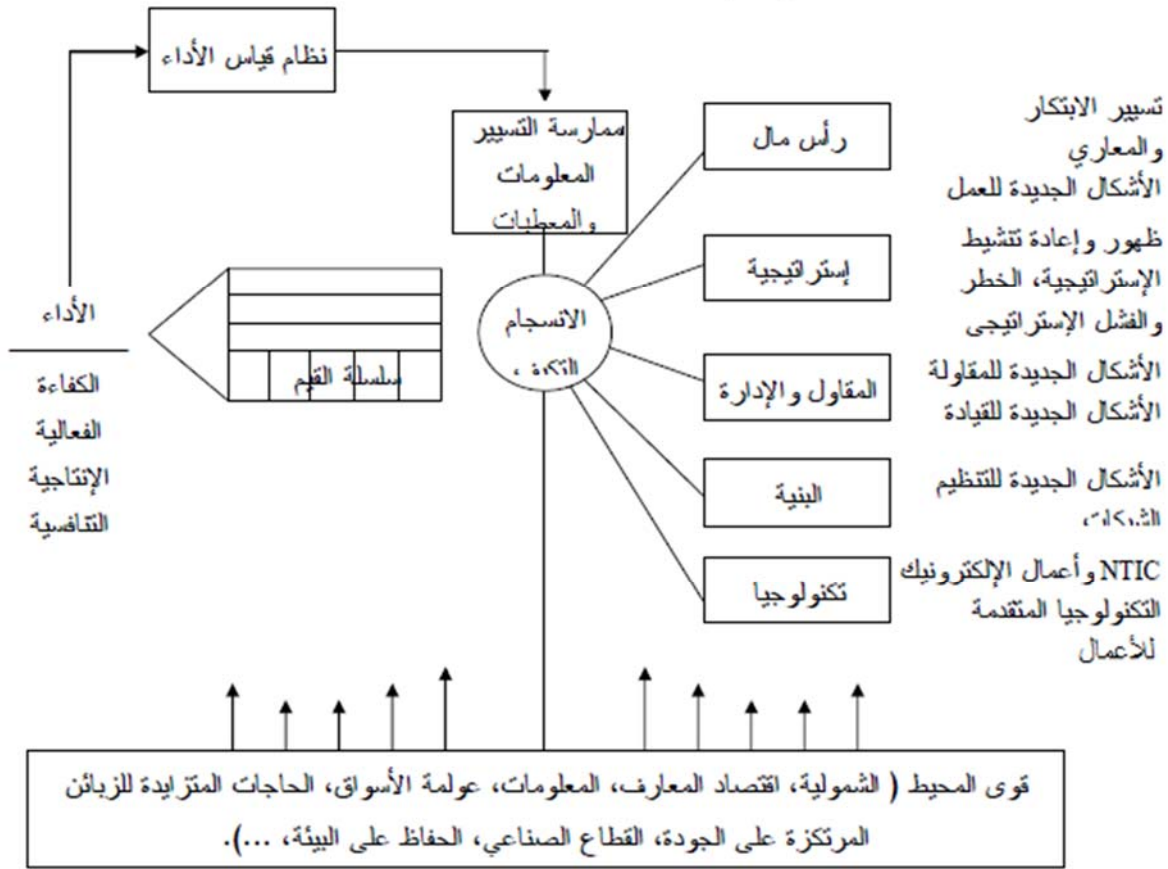 نظام قياس الأداء
ممارسة التسيير
المعلومات
والمعطيات
رأس مال
تسيير الابتكار
والمعاري
الأشكال الجديدة للعمل
إستراتيجية
ظهور وإعادة تنشيط
الإستراتيجية، الخطر
والفشل الإستراتيجي
الانسجام
المقاول والإدارة
الأشكال الجديدة للمقاولة
الأشكال الجديدة للقيادة
البنية
الأشكال الجديدة للتنظيم
الشبكات
تكنولوجيا
NTIC وأعمال الإلكترونيك
التكنولوجيا المتقدمة
للأعمال
سلسلة القيم
الأداء
الكفاءة
الفعالية
الإنتاجية
التنافسية
قوى المحيط ( الشمولية، اقتصاد المعارف، المعلومات، عولمة الأسواق، الحاجات المتزايدة للزبائن
المرتكزة على الجودة، القطاع الصناعي، الحفاظ على البيئة، ...).